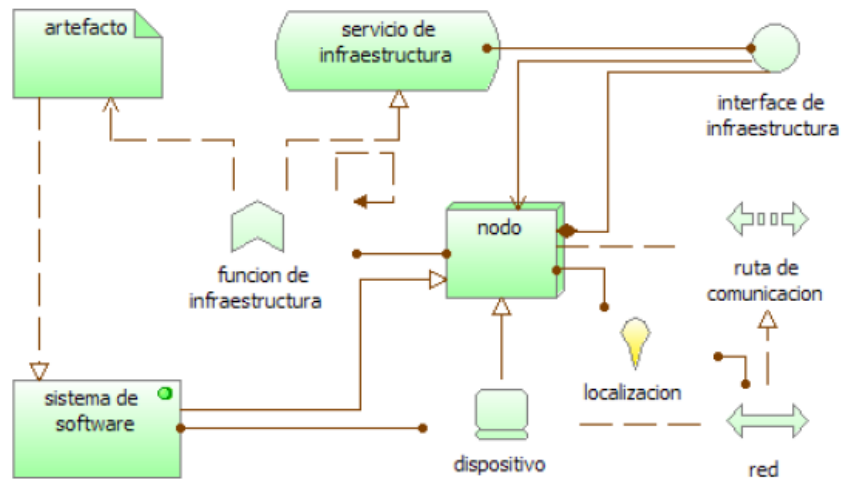 artefacto
servicio de
infraestructura
interface de
infraestructura
nodo
funcion de
infraestructura
ruta de
comunicacion
sistema de
software
localizacion
dispositivo
red